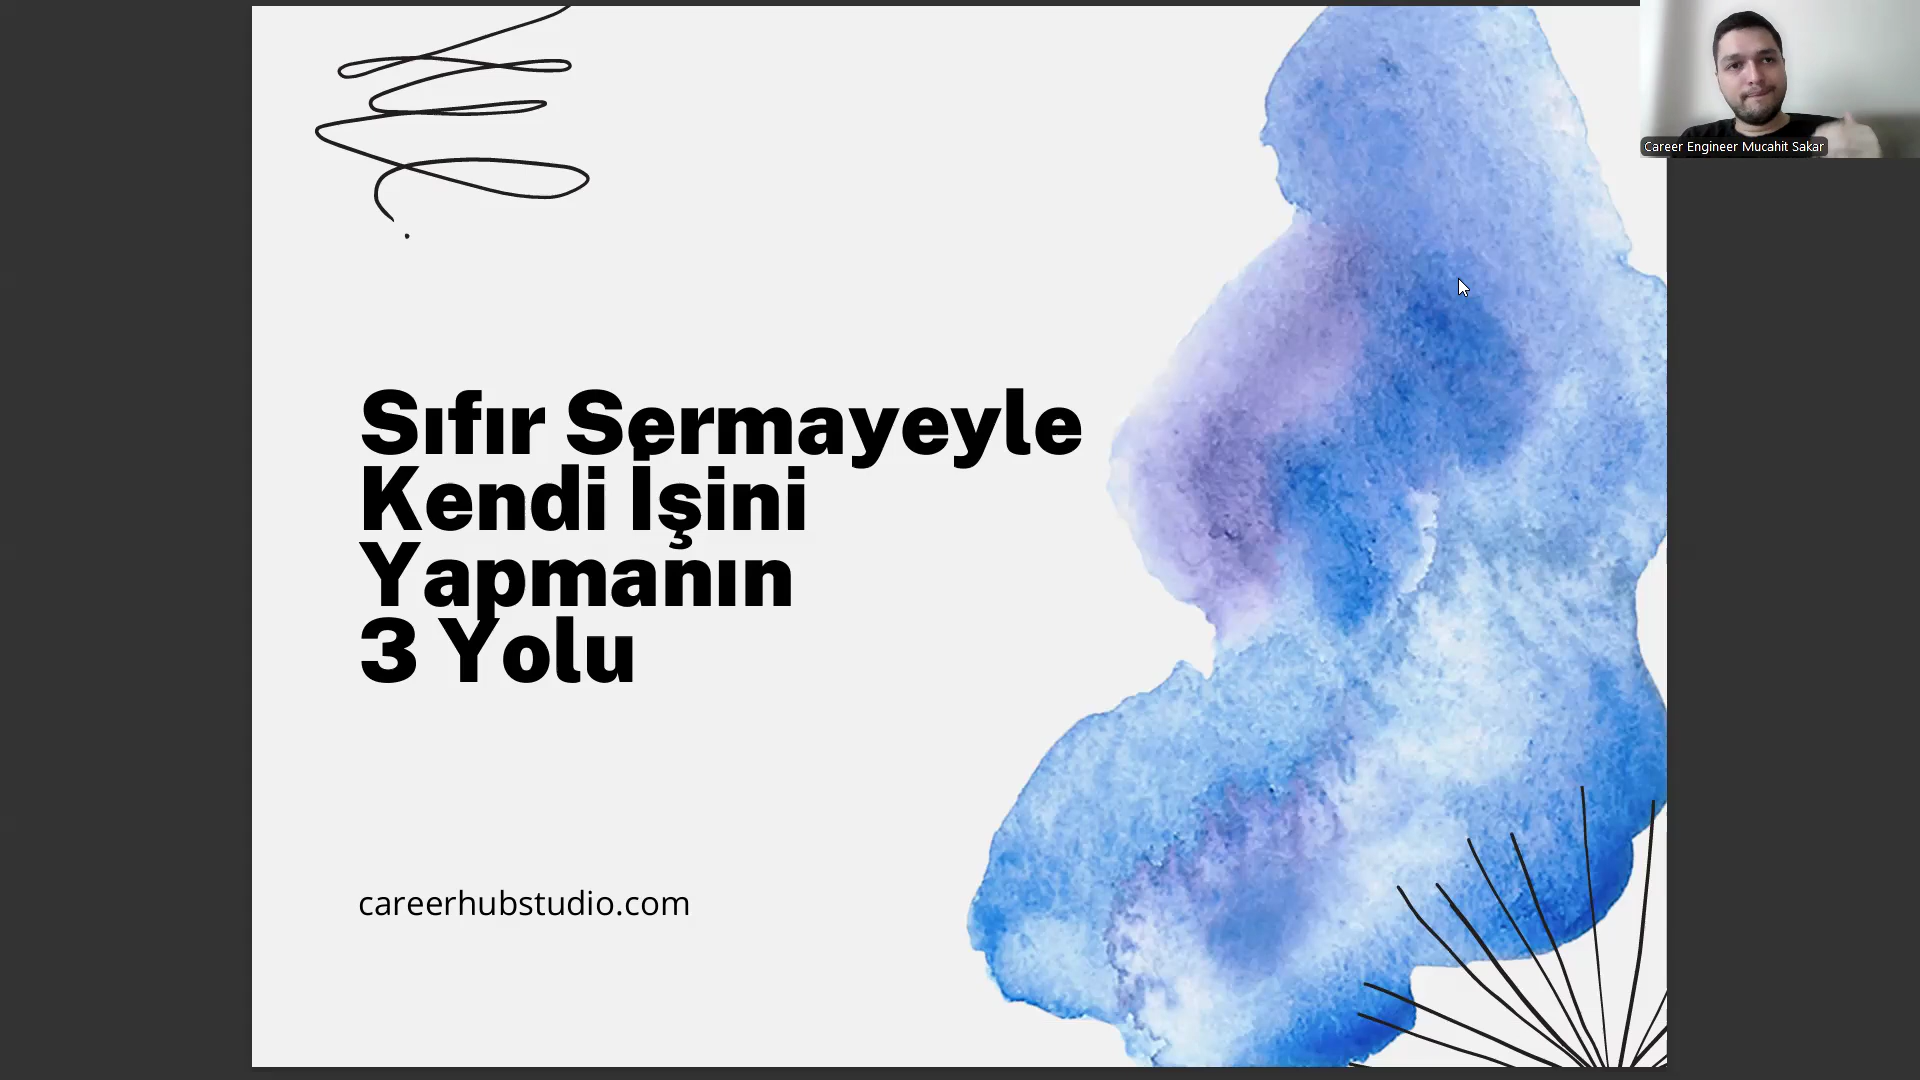 Career Engineer Mucahit Sakar
Sıfır Sermayeyle
Kendi İşini
Yapmanın
3 Yolu
careerhubstudio.com